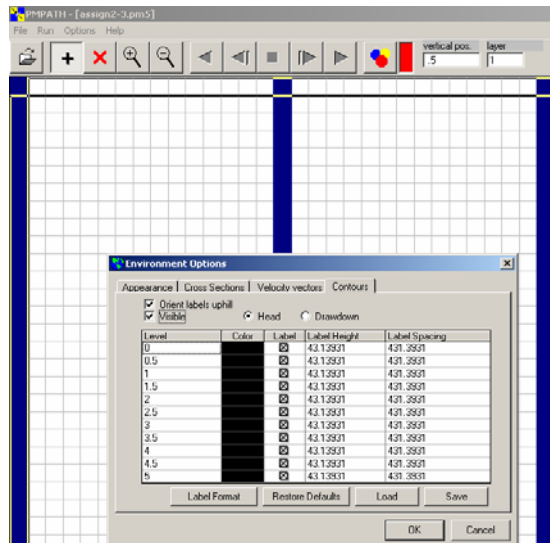 PMPATH - [assign2-3.pm5]
File Run Options Help
vertical pos. layer
.5 1
Environment Options
Appearance Cross Sections Velocity vectors Contours
Orient labels uphill
Visible Head Drawdown
Level Color Label Label Height Label Spacing
0 43.13931 431.3931
0.5 43.13931 431.3931
1 43.13931 431.3931
1.5 43.13931 431.3931
2 43.13931 431.3931
2.5 43.13931 431.3931
3 43.13931 431.3931
3.5 43.13931 431.3931
4 43.13931 431.3931
4.5 43.13931 431.3931
5 43.13931 431.3931
Label Format Restore Defaults Load Save
OK Cancel